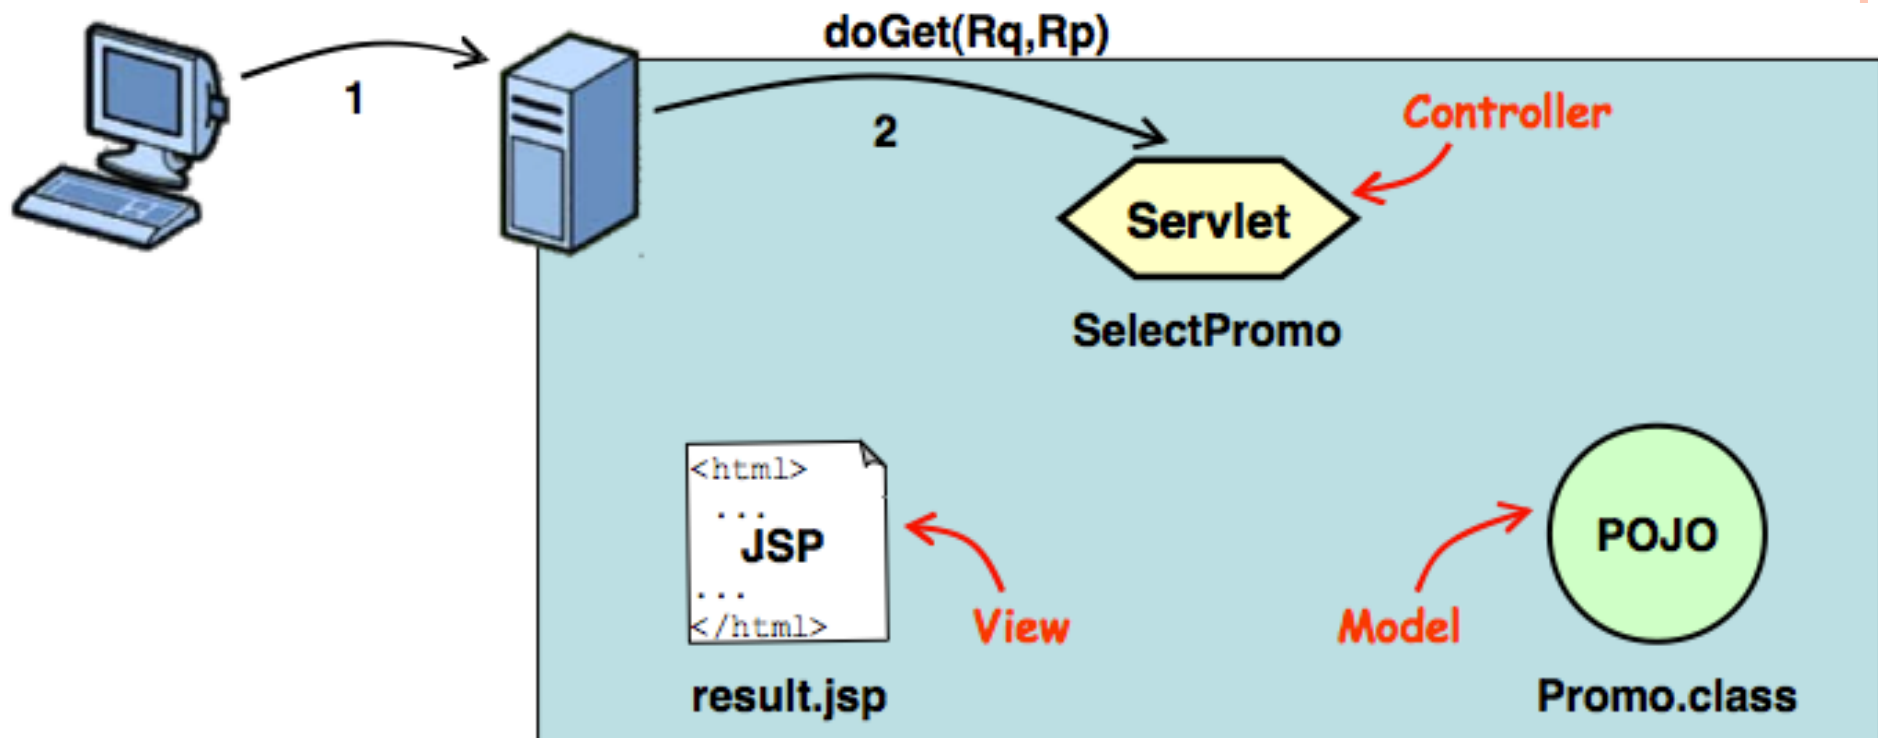 doGet(Rq,Rp)
1
2
Controller
Servlet
SelectPromo
<html>
...
JSP
...
</html>
View
result.jsp
Model
POJO
Promo.class